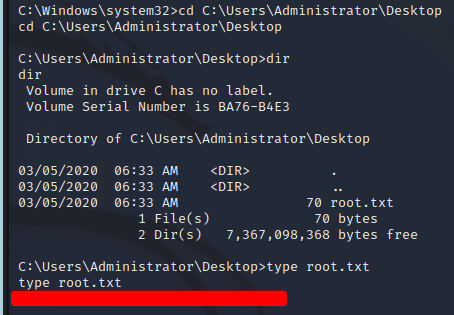 C:\Windows\system32>cd C:\Users\Administrator\Desktop
cd C:\Users\Administrator\Desktop
C:\Users\Administrator\Desktop>dir
dir
 Volume in drive C has no label.
 Volume Serial Number is BA76-B4E3
 Directory of C:\Users\Administrator\Desktop
03/05/2020  06:33 AM    <DIR>          .
03/05/2020  06:33 AM    <DIR>          ..
03/05/2020  06:33 AM                70 root.txt
               1 File(s)             70 bytes
               2 Dir(s)   7,367,098,368 bytes free
C:\Users\Administrator\Desktop>type root.txt
type root.txt